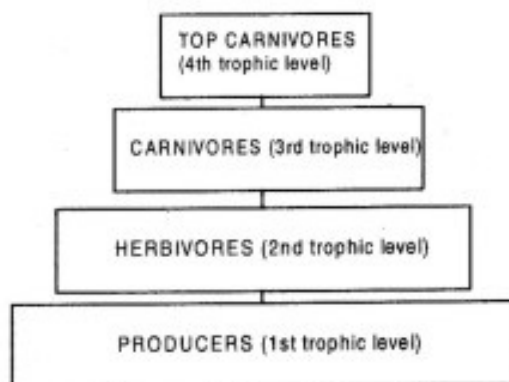 TOP CARNIVORES
(4th trophic level)
CARNIVORES (3rd trophic level)
HERBIVORES (2nd trophic level)
PRODUCERS (1st trophic level)